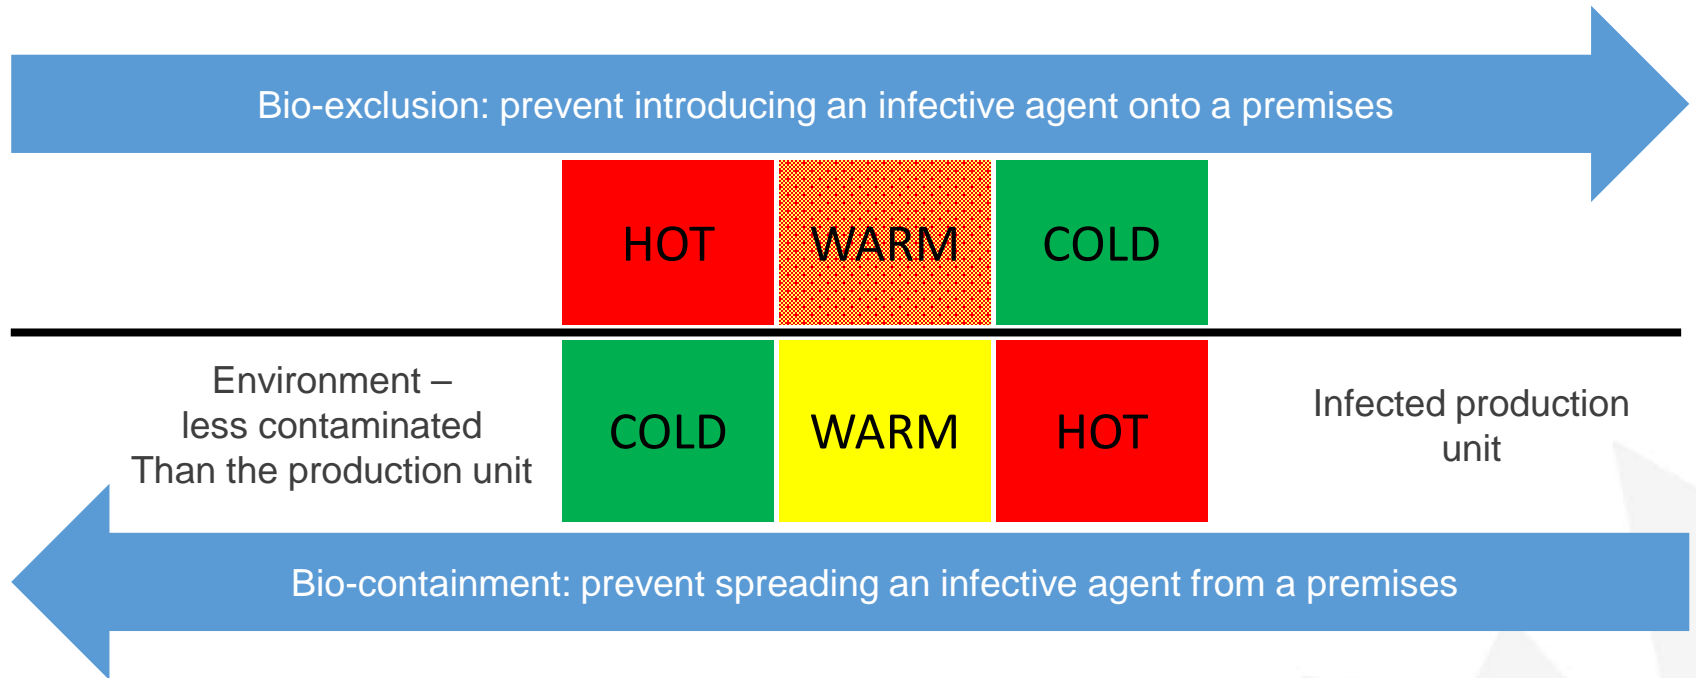 Bio-exclusion: prevent introducing an infective agent onto a premises
HOT
WARM
COLD
Environment –
less contaminated
Than the production unit
COLD
WARM
HOT
Infected production
unit
Bio-containment: prevent spreading an infective agent from a premises